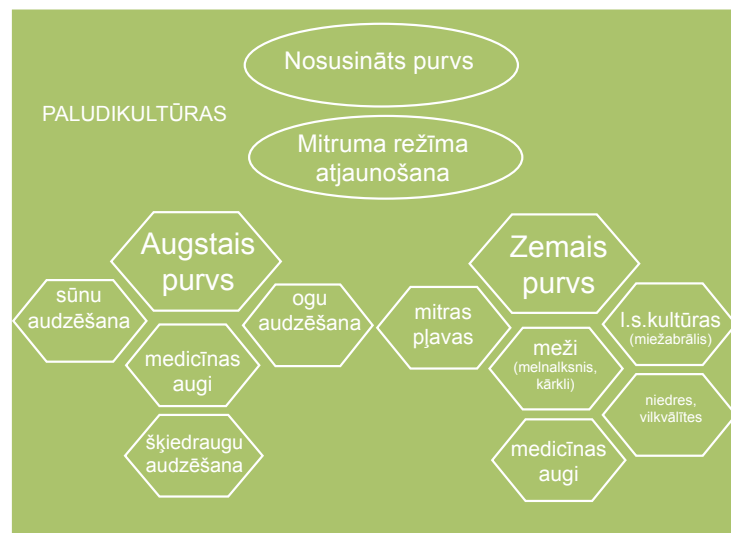 Nosusināts purvs
PALUDIKULTŪRAS
Mitruma režīma
atjaunošana
Augstais
purvs
sūnu
audzēšana
ogu
audzēšana
medicīnas
augi
šķiedraugu
audzēšana
Zemais
purvs
mitras
pļavas
l.s.kultūras
(miežabrālis)
meži
(melnalksnis,
kārkli)
niedres,
vilkvālītes
medicīnas
augi